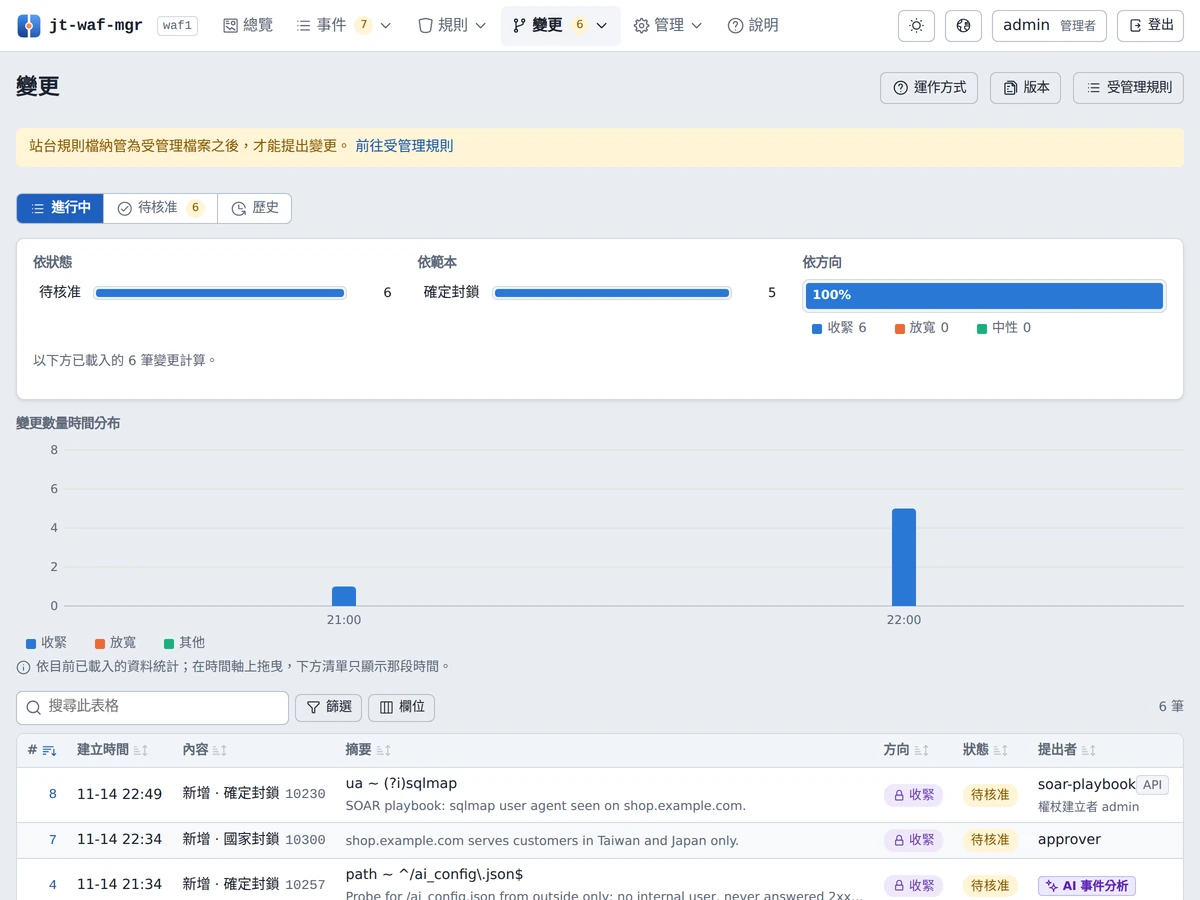 jt-waf-mgr waf1 總覽 事件 7 規則 變更 6 管理 說明 admin 管理者 登出
變更 運作方式 版本 受管理規則
站台規則檔納管為受管理檔案之後，才能提出變更。 前往受管理規則
進行中 待核准 6 歷史
依狀態 依範本 依方向
待核准 6 確定封鎖 5 100%
收緊 6 放寬 0 中性 0
以下方已載入的 6 筆變更計算。
變更數量時間分布
8
6
4
2
0
21:00 22:00
收緊 放寬 其他
依目前已載入的資料統計；在時間軸上拖曳，下方清單只顯示那段時間。
搜尋此表格 篩選 欄位 6 筆
# 建立時間 內容 摘要 方向 狀態 提出者
8 11-14 22:49 新增 · 確定封鎖 10230 ua ~ (?i)sqlmap 收緊 待核准 soar-playbook API
SOAR playbook: sqlmap user agent seen on shop.example.com. 權杖建立者 admin
7 11-14 22:34 新增 · 國家封鎖 10300 shop.example.com serves customers in Taiwan and Japan only. 收緊 待核准 approver
4 11-14 21:34 新增 · 確定封鎖 10257 path ~ ^/ai_config\.json$ 收緊 待核准 AI 事件分析
Probe for /ai_config.json from outside only; no internal user, never answered 2xx...